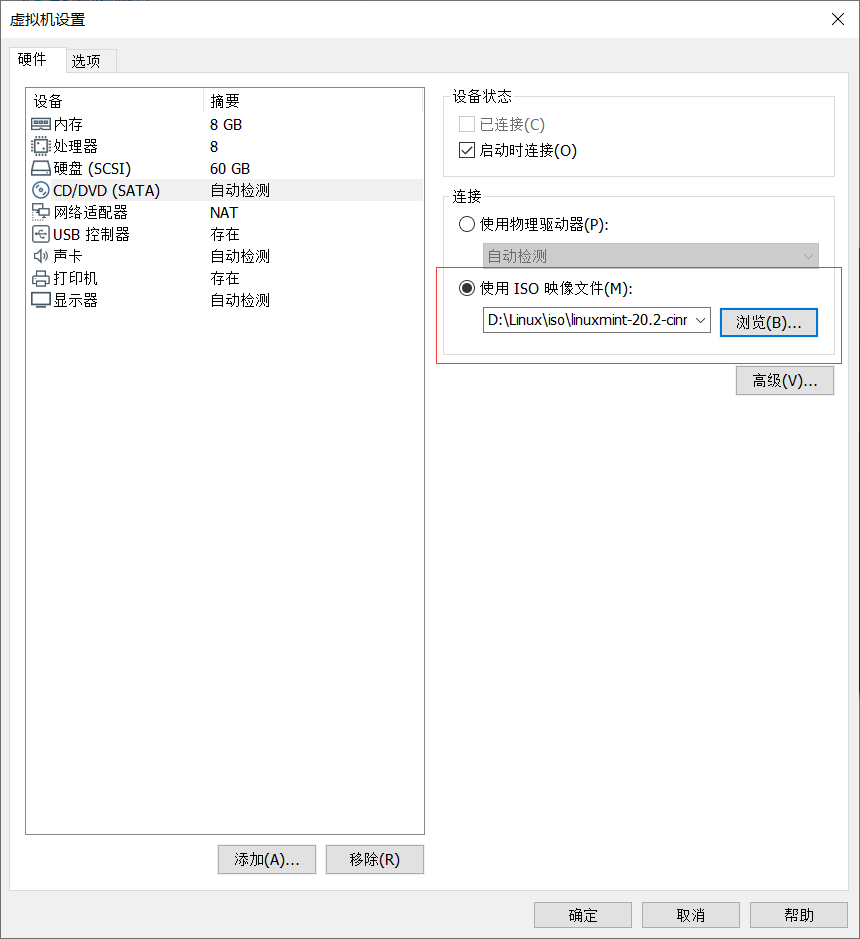 虚拟机设置
硬件 选项
设备 摘要
内存 8 GB
处理器 8
硬盘 (SCSI) 60 GB
CD/DVD (SATA) 自动检测
网络适配器 NAT
USB 控制器 存在
声卡 自动检测
打印机 存在
显示器 自动检测
添加(A)... 移除(R)
设备状态
已连接(C)
启动时连接(O)
连接
使用物理驱动器(P):
自动检测
使用 ISO 映像文件(M):
D:\Linux\iso\linuxmint-20.2-cinr 浏览(B)...
高级(V)...
确定 取消 帮助